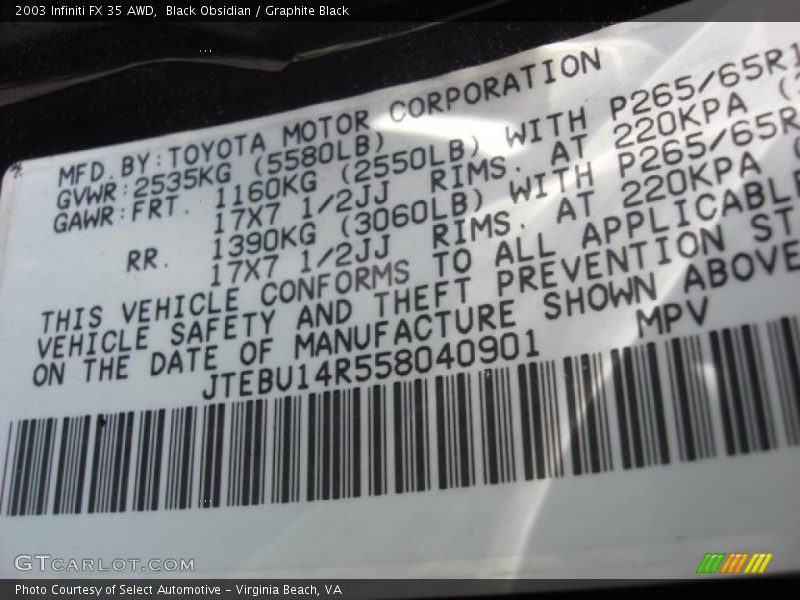 2003 Infiniti FX 35 AWD,  Black Obsidian / Graphite Black
MFD.BY:TOYOTA MOTOR CORPORATION
GVWR:2535KG (5580LB)
GAWR:FRT. 1160KG (2550LB) WITH P265/65R1
17X7 1/2JJ RIMS. AT 220KPA (
RR. 1390KG (3060LB) WITH P265/65R
17X7 1/2JJ RIMS. AT 220KPA (
THIS VEHICLE CONFORMS TO ALL APPLICABLE
VEHICLE SAFETY AND THEFT PREVENTION ST
ON THE DATE OF MANUFACTURE SHOWN ABOVE
JTEBU14R558040901 MPV
GTCARLOT.COM
Photo Courtesy of Select Automotive – Virginia Beach, VA